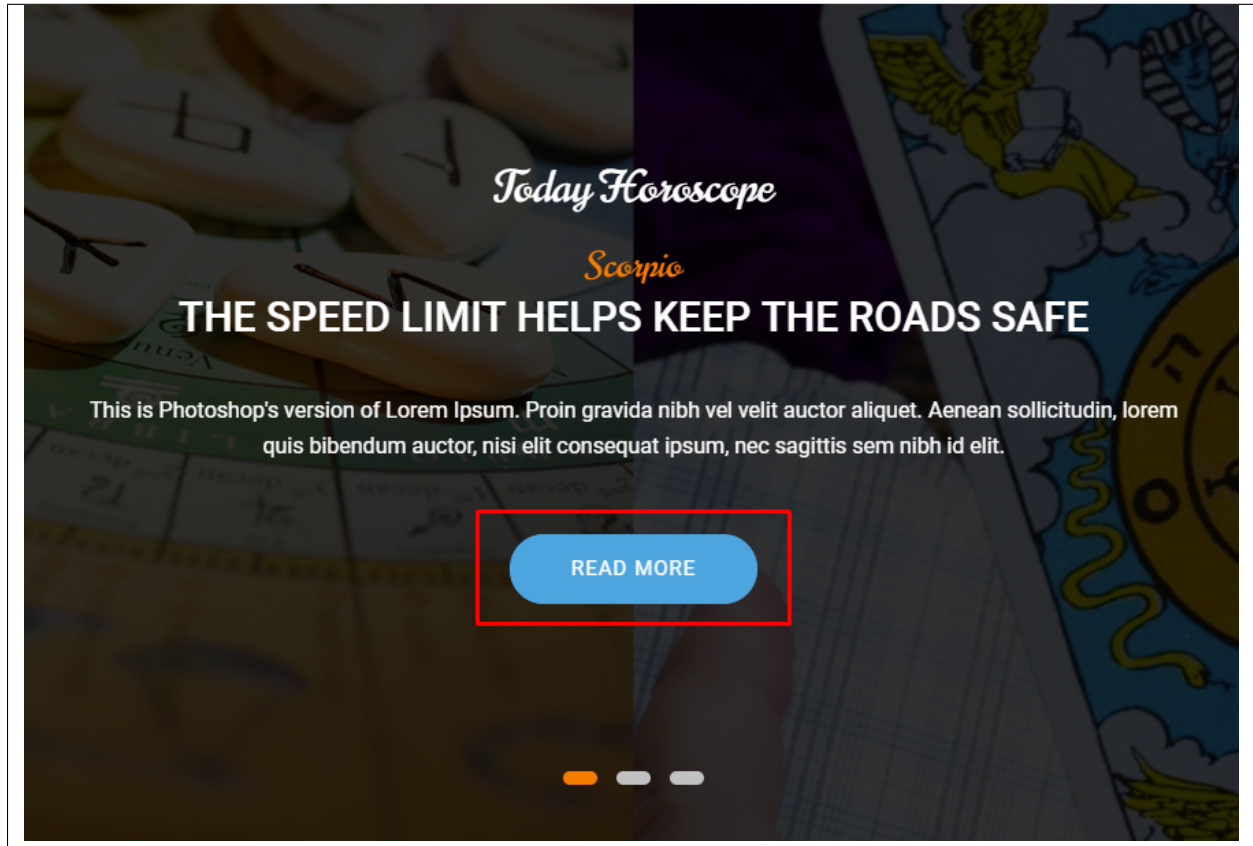 Today Horoscope
Scorpio
THE SPEED LIMIT HELPS KEEP THE ROADS SAFE
This is Photoshop's version of Lorem Ipsum. Proin gravida nibh vel velit auctor aliquet. Aenean sollicitudin, lorem
quis bibendum auctor, nisi elit consequat ipsum, nec sagittis sem nibh id elit.
READ MORE
Venus
LIBRA